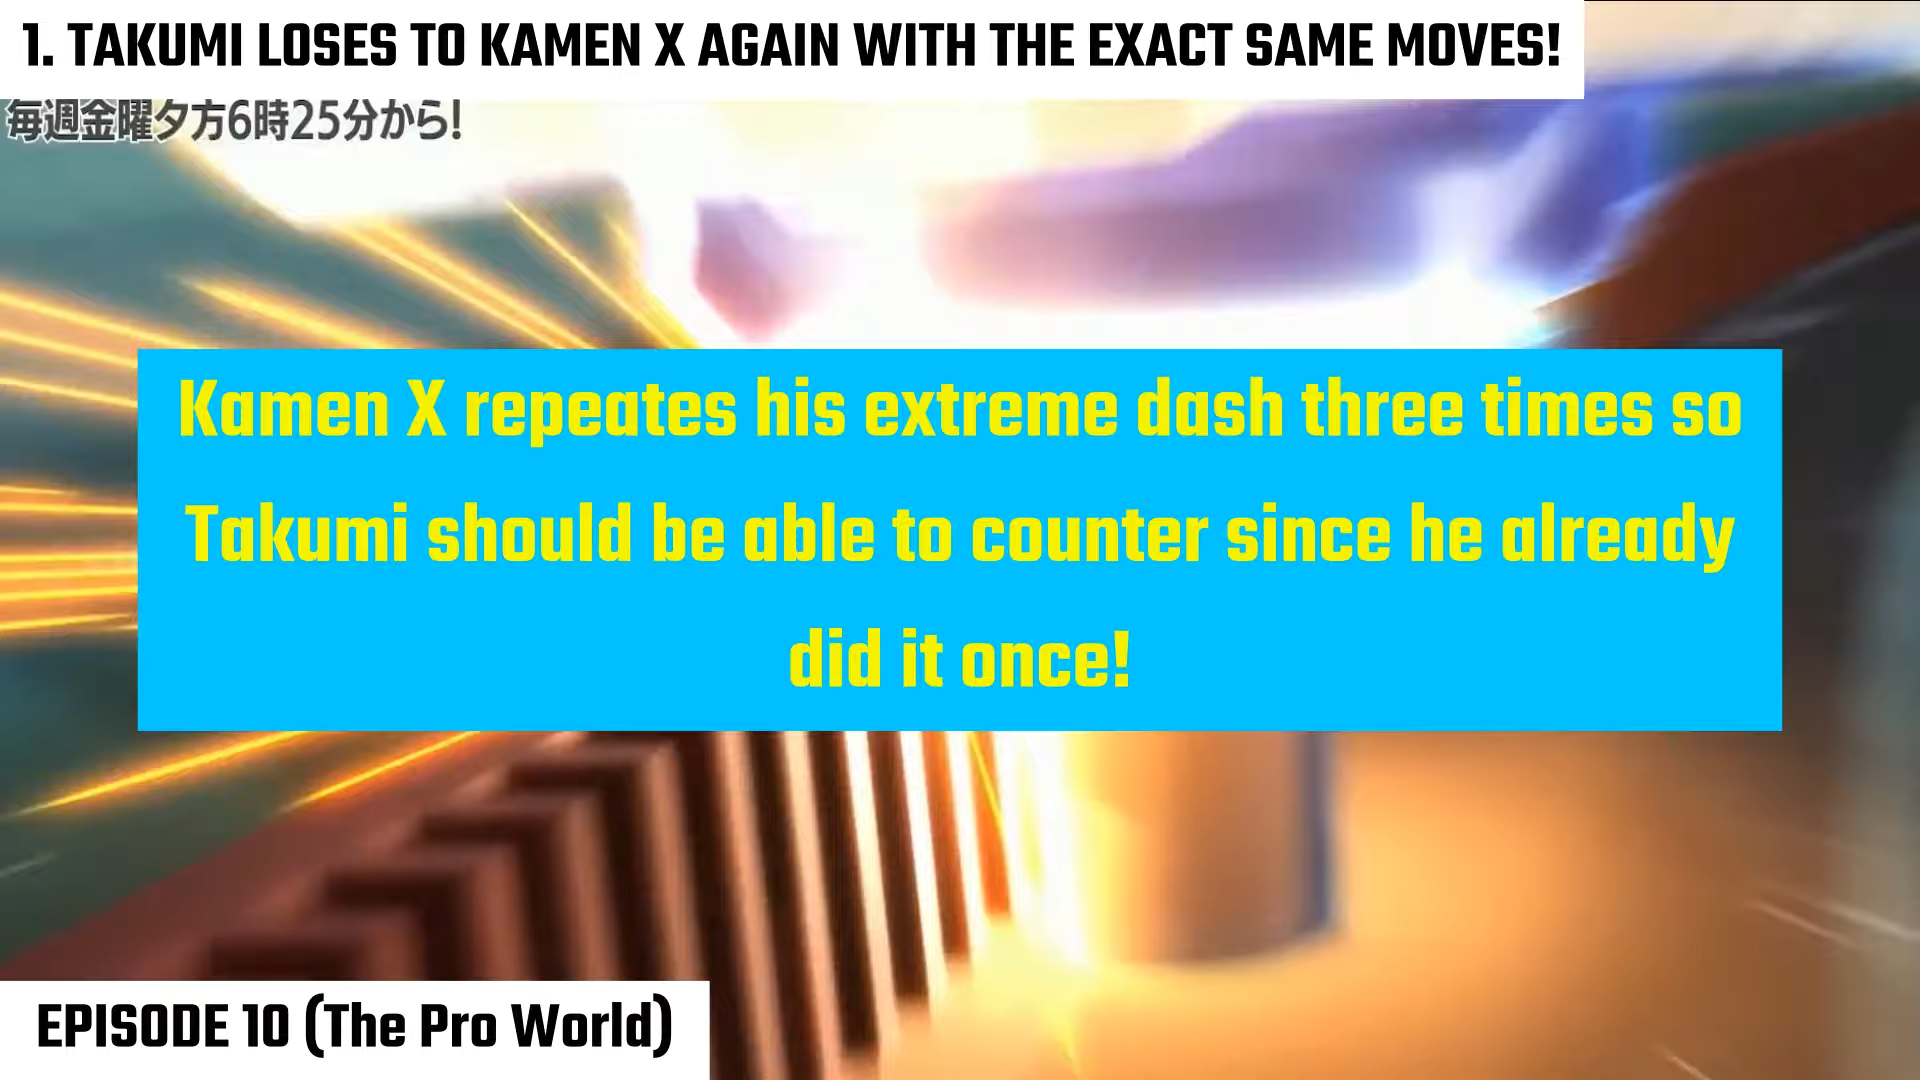 1. TAKUMI LOSES TO KAMEN X AGAIN WITH THE EXACT SAME MOVES!
毎週金曜夕方6時25分から!
Kamen X repeates his extreme dash three times so
Takumi should be able to counter since he already
did it once!
EPISODE 10 (The Pro World)